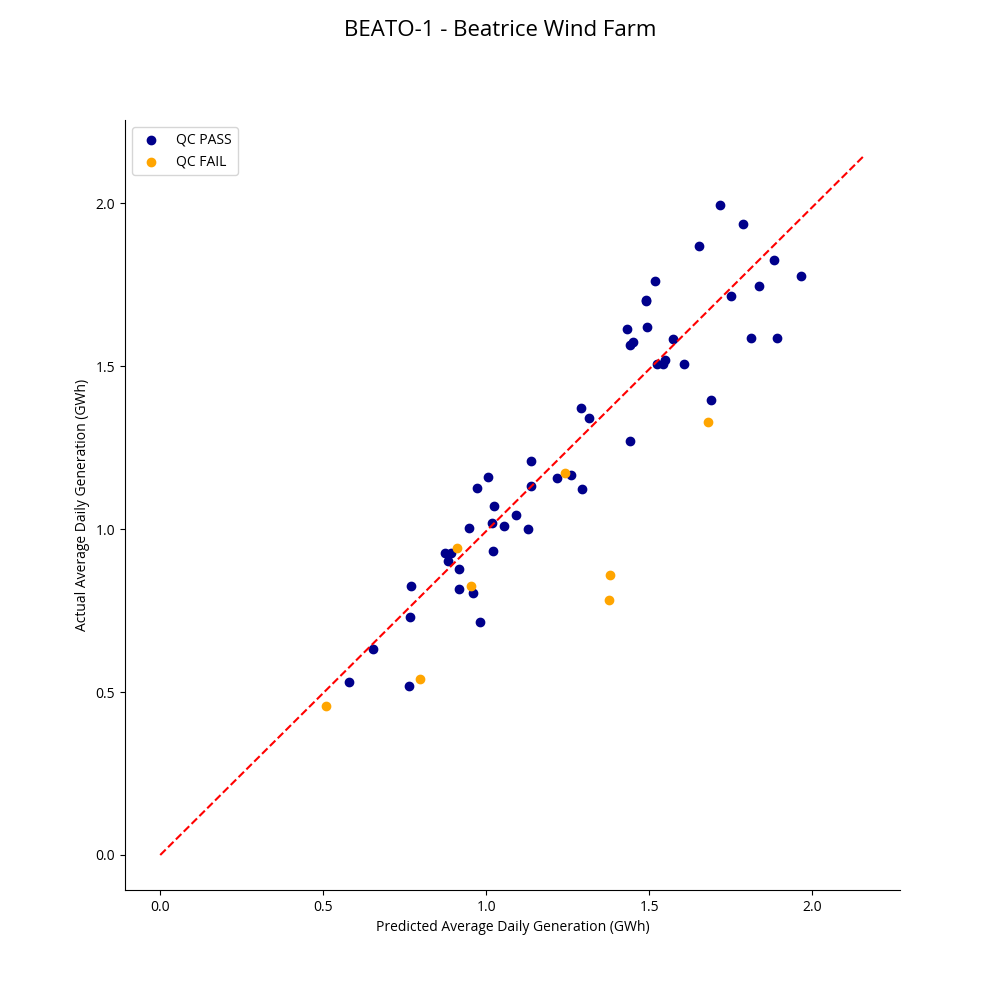 BEATO-1 - Beatrice Wind Farm
QC PASS
QC FAIL
Actual Average Daily Generation (GWh)
2.0
1.5
1.0
0.5
0.0
0.0 0.5 1.0 1.5 2.0
Predicted Average Daily Generation (GWh)